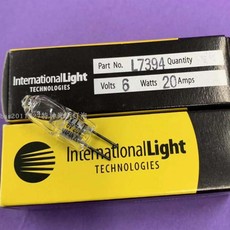 Part No. L7394 Quantity
InternationalLight
TECHNOLOGIES
Volts 6 Watts 20 Amps
InternationalLight
TECHNOLOGIES